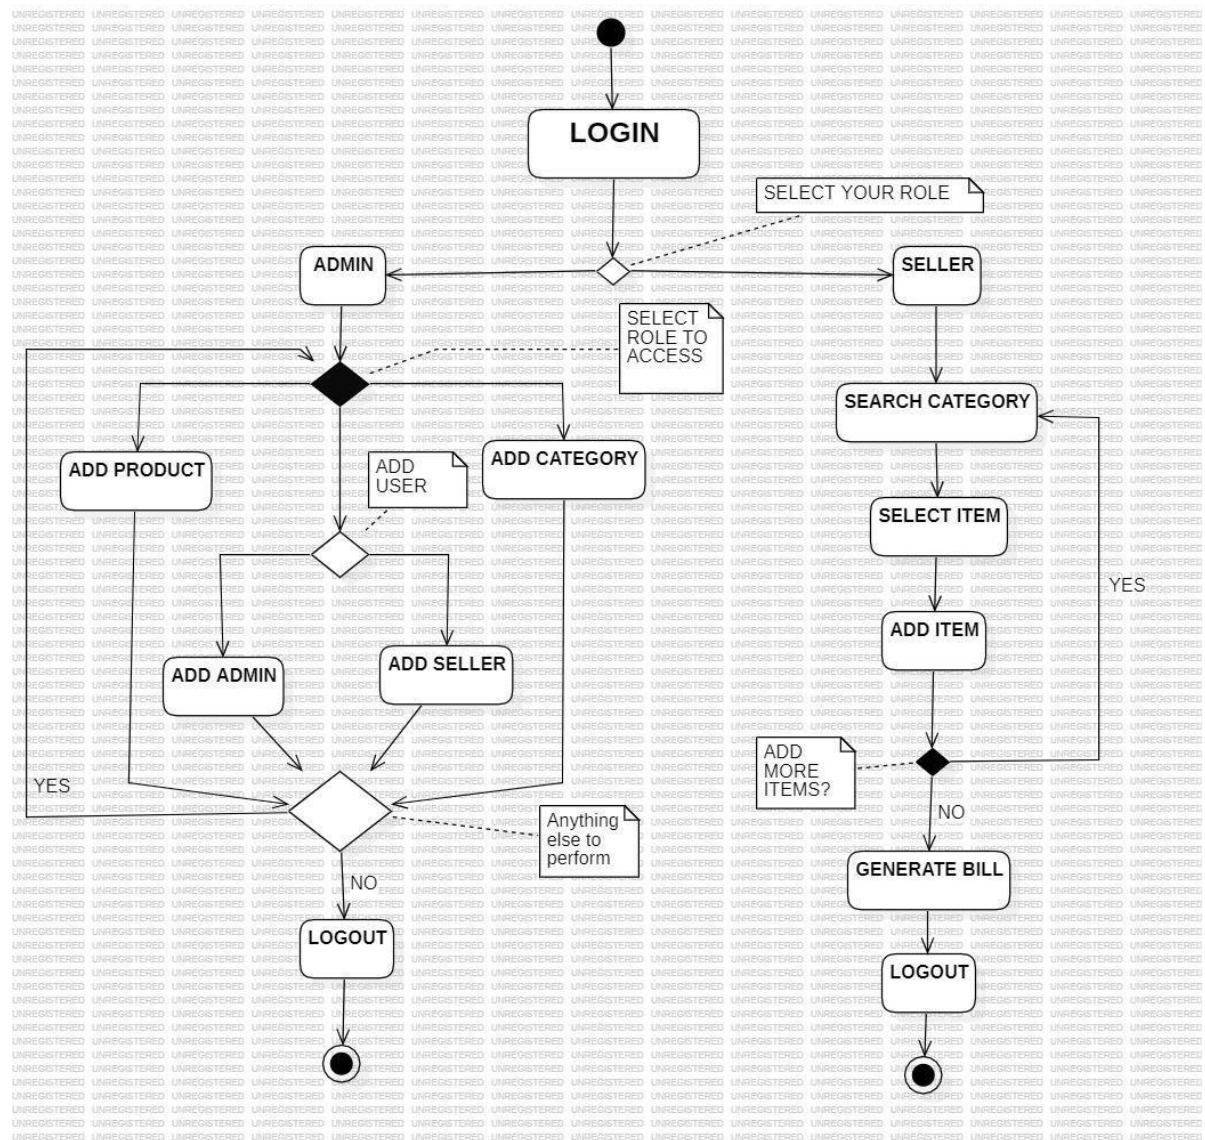 LOGIN
SELECT YOUR ROLE
ADMIN
SELLER
SELECT
ROLE TO
ACCESS
SEARCH CATEGORY
ADD PRODUCT
ADD
USER
ADD CATEGORY
SELECT ITEM
YES
ADD ITEM
ADD ADMIN
ADD SELLER
ADD
MORE
ITEMS?
YES
Anything
else to
perform
NO
GENERATE BILL
NO
LOGOUT
LOGOUT
UNREGISTERED